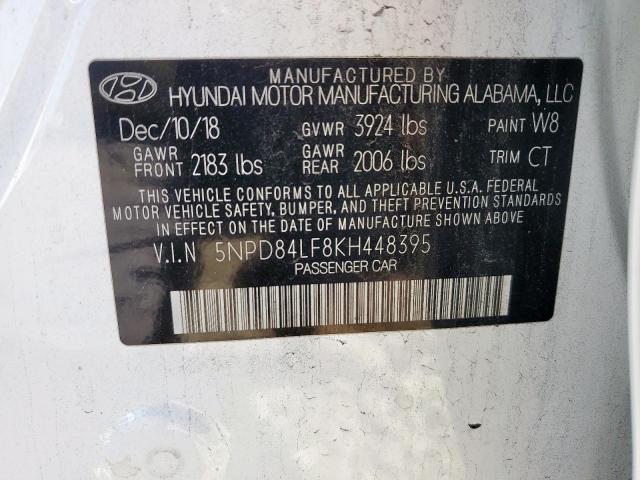 MANUFACTURED BY
HYUNDAI MOTOR MANUFACTURING ALABAMA, LLC
Dec/10/18 GVWR 3924 lbs PAINT W8
GAWR FRONT 2183 lbs GAWR REAR 2006 lbs TRIM CT
THIS VEHICLE CONFORMS TO ALL APPLICABLE U.S.A. FEDERAL
MOTOR VEHICLE SAFETY, BUMPER, AND THEFT PREVENTION STANDARDS
IN EFFECT ON THE DATE OF MANUFACTURE SHOWN ABOVE.
V.I.N 5NPD84LF8KH448395
PASSENGER CAR